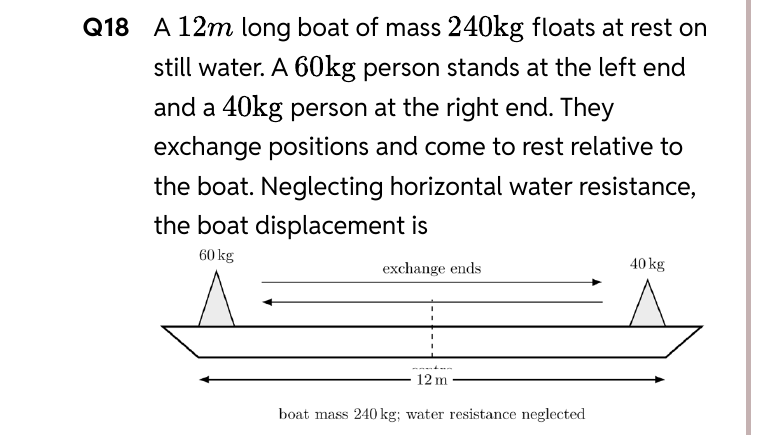 Q18 A 12m long boat of mass 240kg floats at rest on
still water. A 60kg person stands at the left end
and a 40kg person at the right end. They
exchange positions and come to rest relative to
the boat. Neglecting horizontal water resistance,
the boat displacement is
60 kg
exchange ends
40 kg
12 m
boat mass 240 kg; water resistance neglected